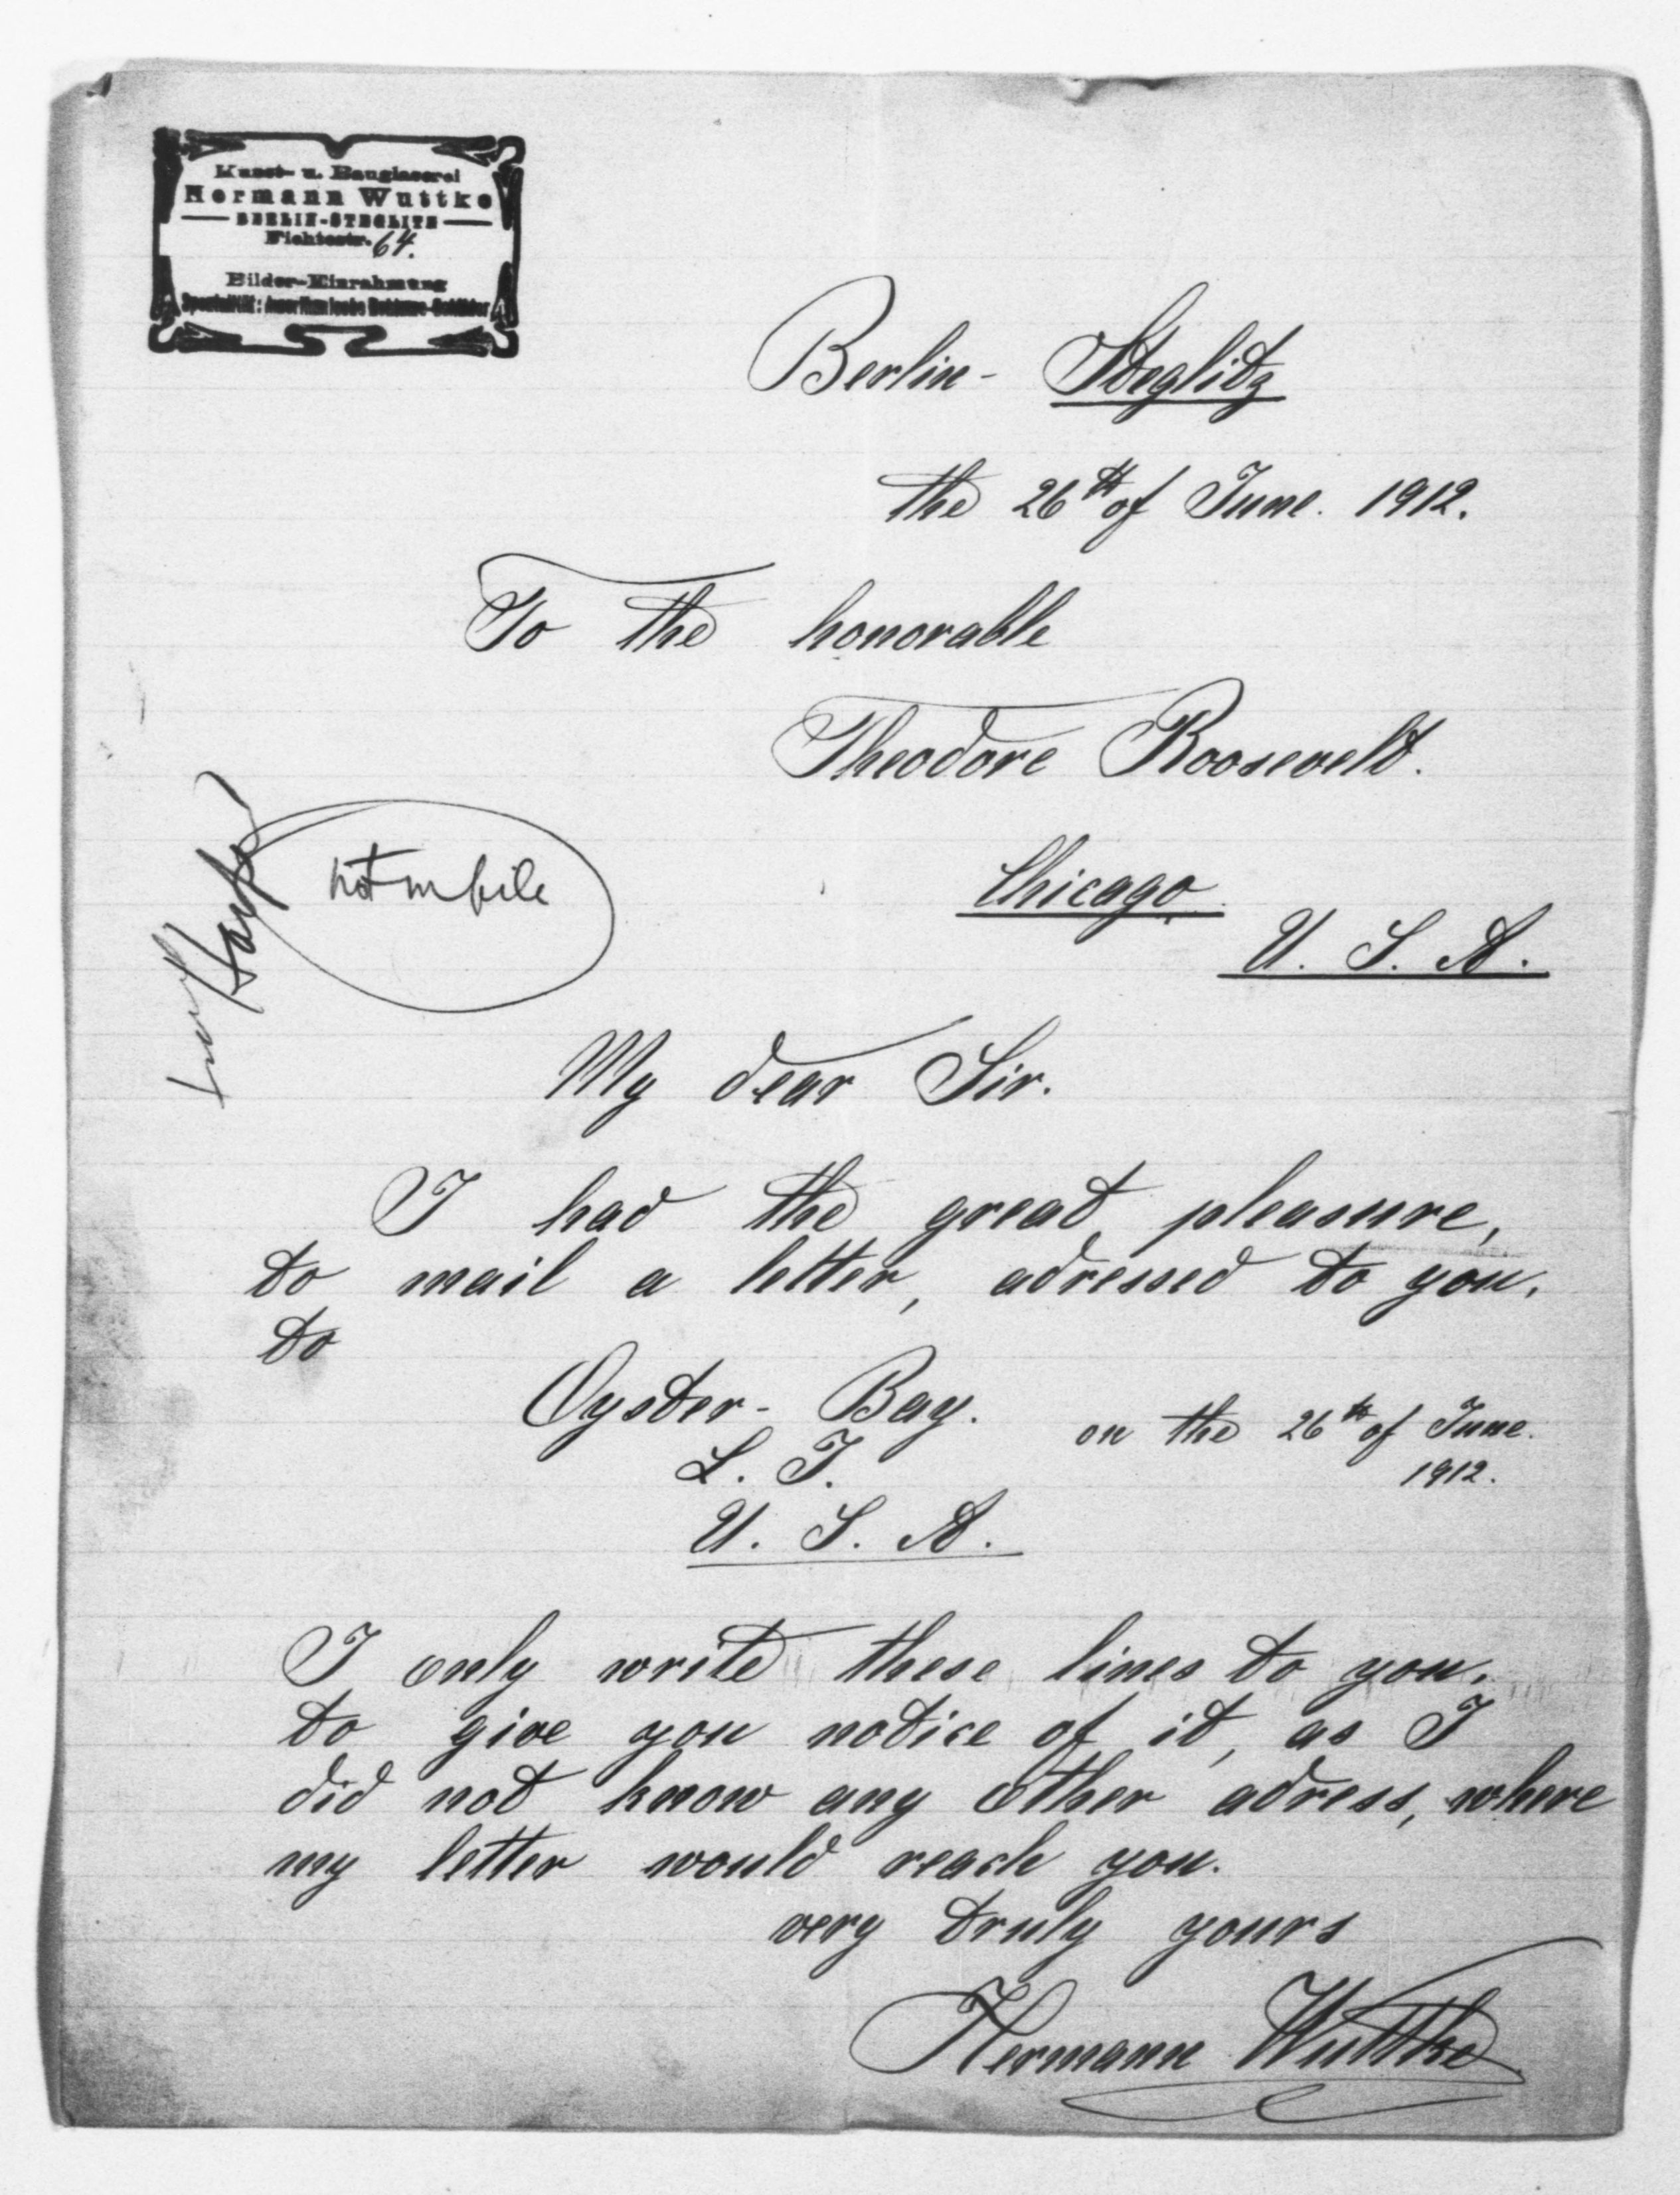 Kunst- u. Bauglaserei
Hermann Wuttke
BERLIN-STEGLITZ
Fichtestr. 64.
Bilder-Einrahmung
Spezialität: Amerikanische
Berlin- Steglitz
the 26th of June. 1912.
To the honorable
Theodore Roosevelt.
Chicago.
U. S. A.
not in file
Harper
My dear Sir.
I had the great pleasure,
to mail a letter, adressed to you,
to
Oyster- Bay.
on the 26th of June.
L. I.
1912.
U. S. A.
I only write these lines to you,
to give you notice of it, as I
did not know any other adress, where
my letter would reach you.
very truly yours
Hermann Wuttke